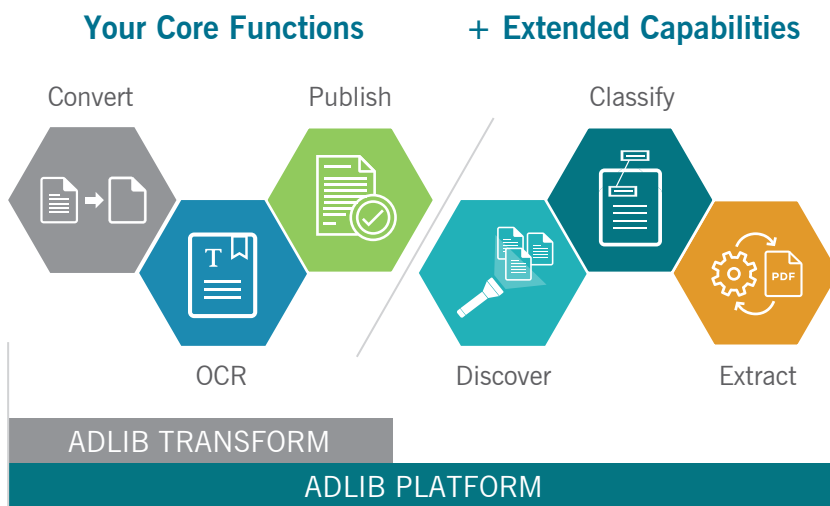 Your Core Functions
+ Extended Capabilities
Convert
Publish
Classify
T
PDF
OCR
Discover
Extract
ADLIB TRANSFORM
ADLIB PLATFORM